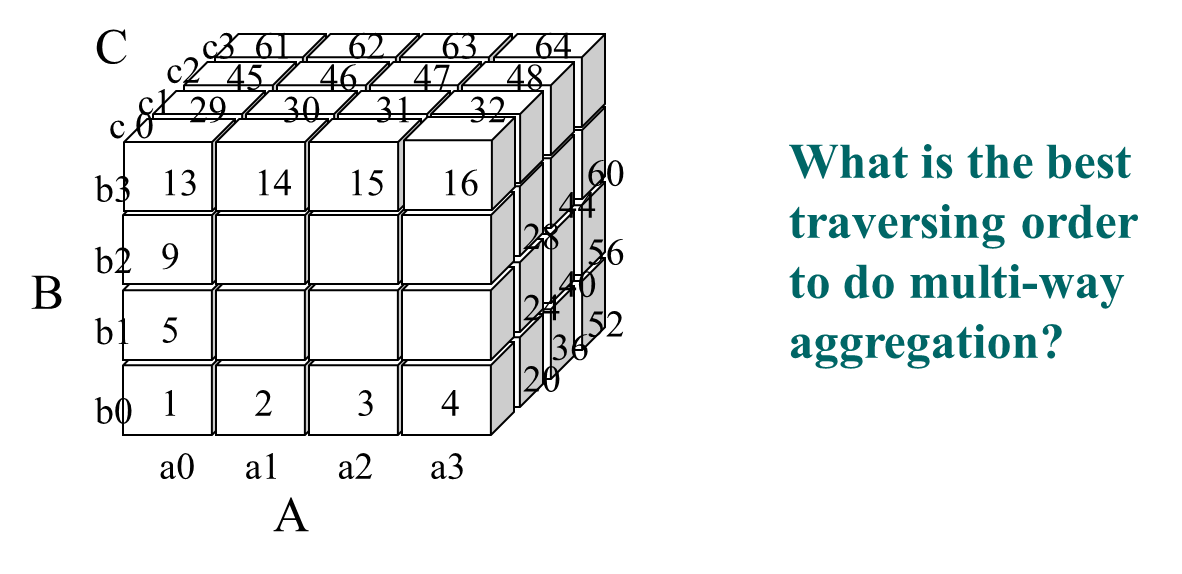 C
c3 61 62 63 64
c2 45 46 47 48
c1 29 30 31 32
c 0
b3 13 14 15 16 60
44
b2 9 28 56
40
B
b1 5 24 52
36
20
b0 1 2 3 4
a0 a1 a2 a3
A
What is the best
traversing order
to do multi-way
aggregation?